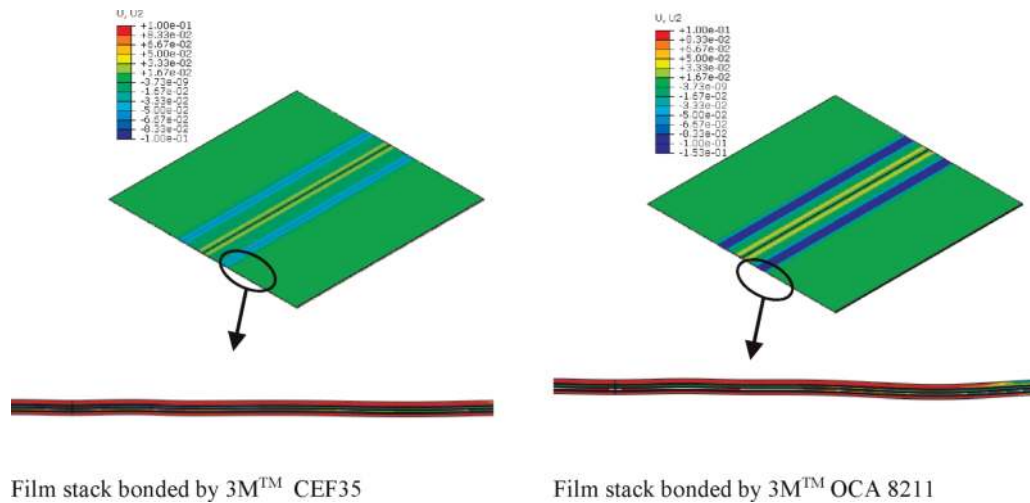 U, U2
+1.00e-01
+8.33e-02
+6.67e-02
+5.00e-02
+3.33e-02
+1.67e-02
-3.73e-09
-1.67e-02
-3.33e-02
-5.00e-02
-6.67e-02
-8.33e-02
-1.00e-01
U, U2
+1.00e-01
+8.33e-02
+6.67e-02
+5.00e-02
+3.33e-02
+1.67e-02
-3.73e-09
-1.67e-02
-3.33e-02
-5.00e-02
-6.67e-02
-8.33e-02
-1.00e-01
-1.53e-01
Film stack bonded by 3M™ CEF35
Film stack bonded by 3M™ OCA 8211